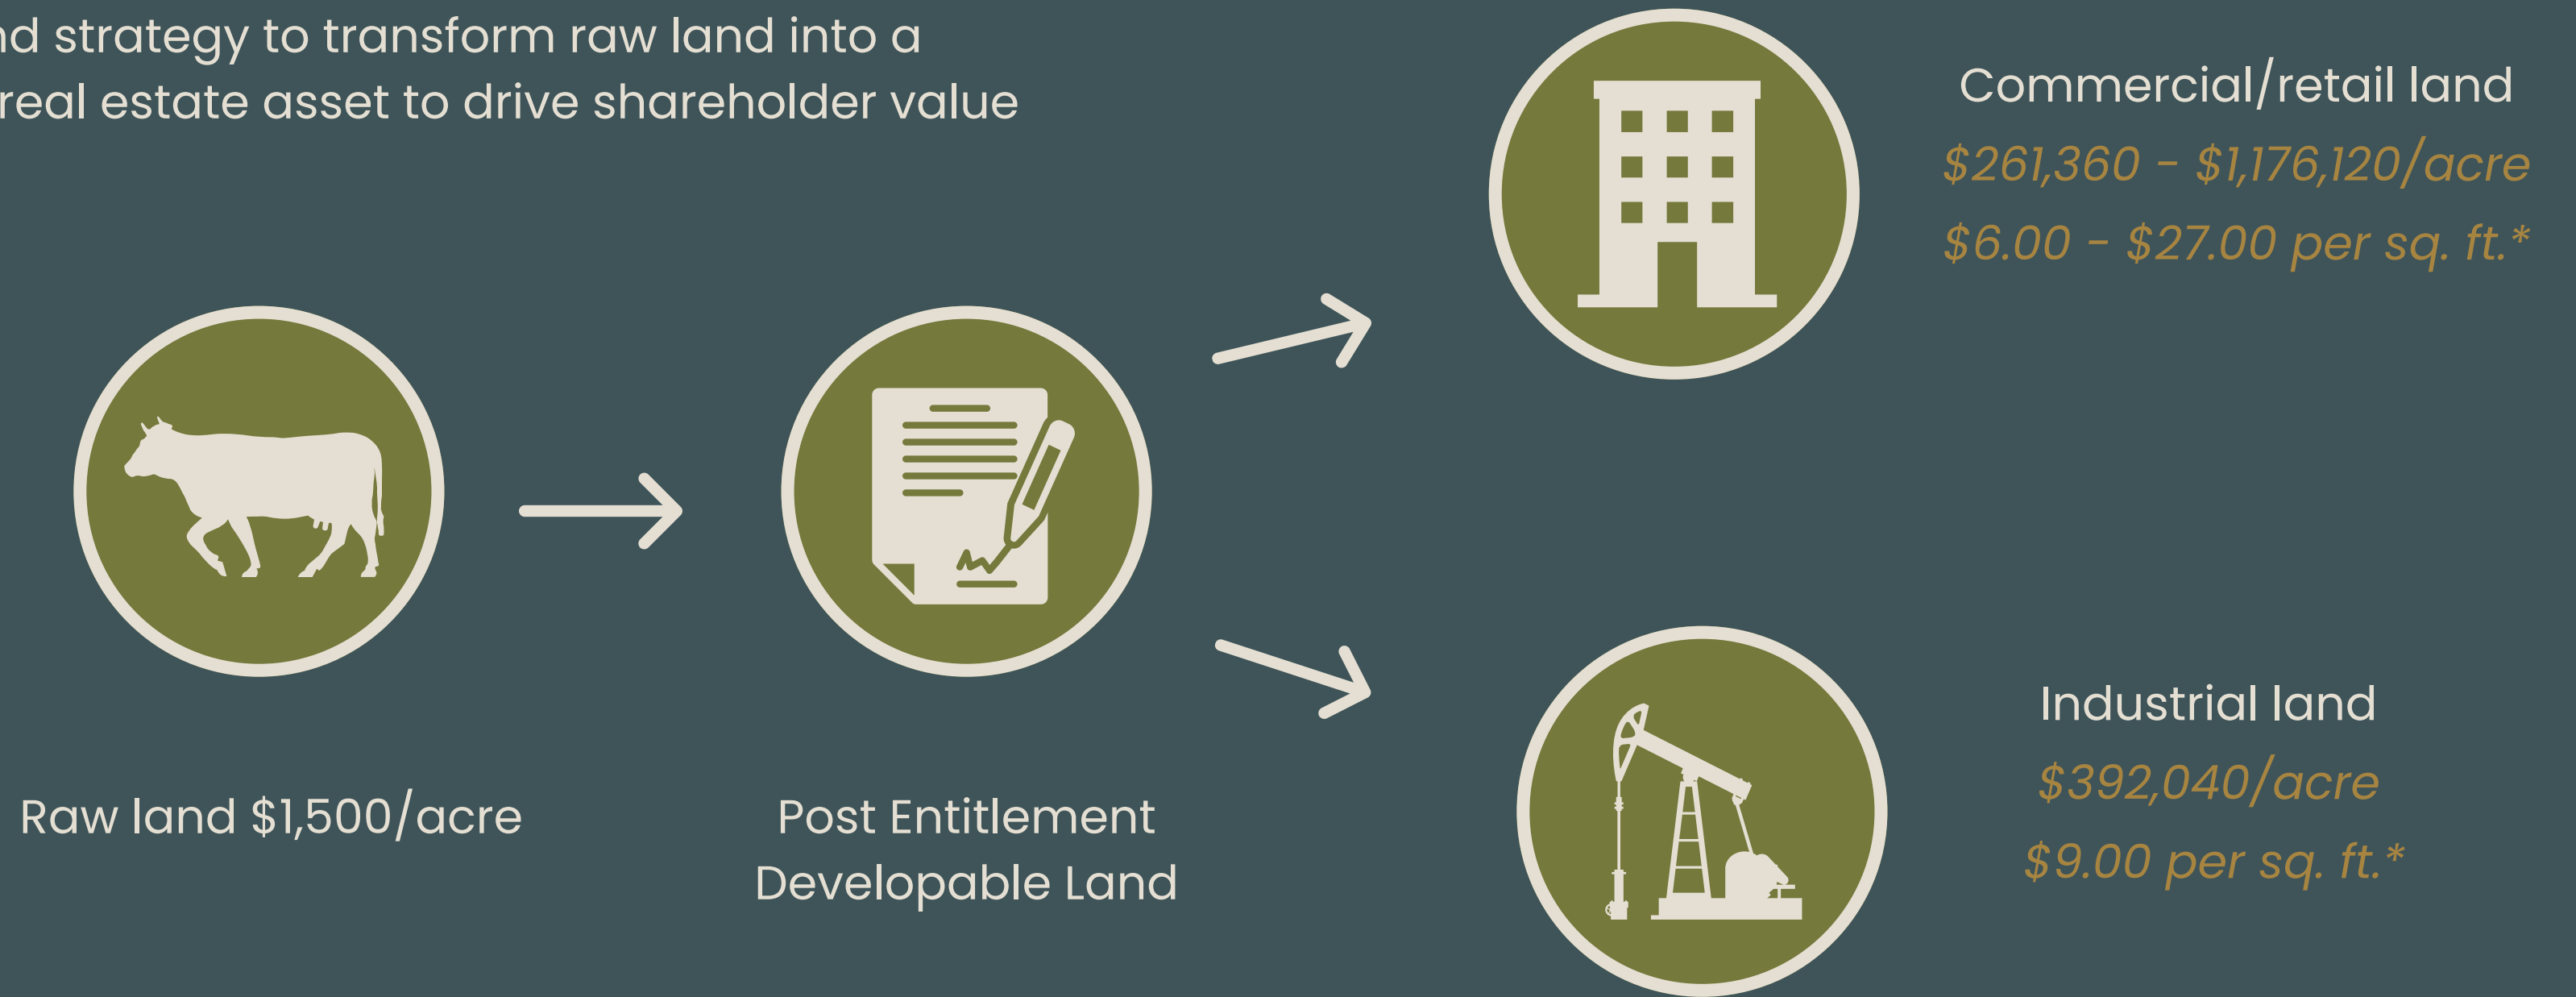 strategy to transform raw land into a
real estate asset to drive shareholder value
Commercial/retail land
$261,360 - $1,176,120/acre
$6.00 - $27.00 per sq. ft.*
Raw land $1,500/acre
Post Entitlement
Developable Land
Industrial land
$392,040/acre
$9.00 per sq. ft.*